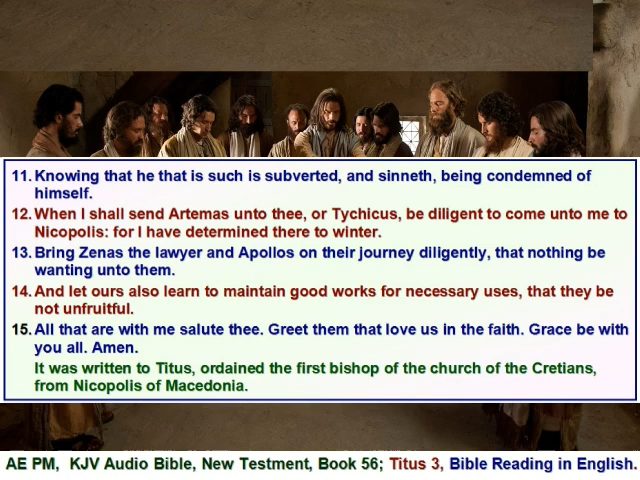 11. Knowing that he that is such is subverted, and sinneth, being condemned of
himself.
12. When I shall send Artemas unto thee, or Tychicus, be diligent to come unto me to
Nicopolis: for I have determined there to winter.
13. Bring Zenas the lawyer and Apollos on their journey diligently, that nothing be
wanting unto them.
14. And let ours also learn to maintain good works for necessary uses, that they be
not unfruitful.
15. All that are with me salute thee. Greet them that love us in the faith. Grace be with
you all. Amen.
It was written to Titus, ordained the first bishop of the church of the Cretians,
from Nicopolis of Macedonia.
AE PM, KJV Audio Bible, New Testment, Book 56; Titus 3, Bible Reading in English.